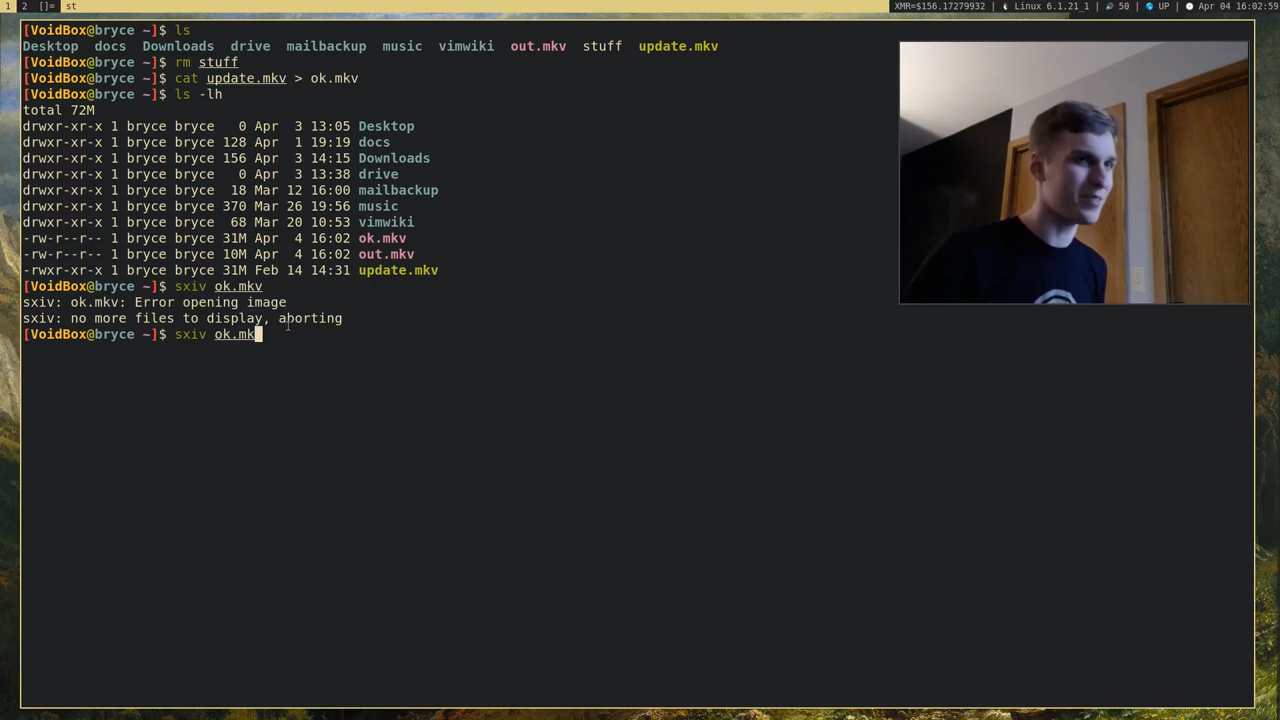 1 2 []= st XMR=$156.17279932 | Linux 6.1.21_1 | 50 | UP | Apr 04 16:02:59
[VoidBox@bryce ~]$ ls
Desktop docs Downloads drive mailbackup music vimwiki out.mkv stuff update.mkv
[VoidBox@bryce ~]$ rm stuff
[VoidBox@bryce ~]$ cat update.mkv > ok.mkv
[VoidBox@bryce ~]$ ls -lh
total 72M
drwxr-xr-x 1 bryce bryce 0 Apr 3 13:05 Desktop
drwxr-xr-x 1 bryce bryce 128 Apr 1 19:19 docs
drwxr-xr-x 1 bryce bryce 156 Apr 3 14:15 Downloads
drwxr-xr-x 1 bryce bryce 0 Apr 3 13:38 drive
drwxr-xr-x 1 bryce bryce 18 Mar 12 16:00 mailbackup
drwxr-xr-x 1 bryce bryce 370 Mar 26 19:56 music
drwxr-xr-x 1 bryce bryce 68 Mar 20 10:53 vimwiki
-rw-r--r-- 1 bryce bryce 31M Apr 4 16:02 ok.mkv
-rw-r--r-- 1 bryce bryce 10M Apr 4 16:02 out.mkv
-rwxr-xr-x 1 bryce bryce 31M Feb 14 14:31 update.mkv
[VoidBox@bryce ~]$ sxiv ok.mkv
sxiv: ok.mkv: Error opening image
sxiv: no more files to display, aborting
[VoidBox@bryce ~]$ sxiv ok.mk